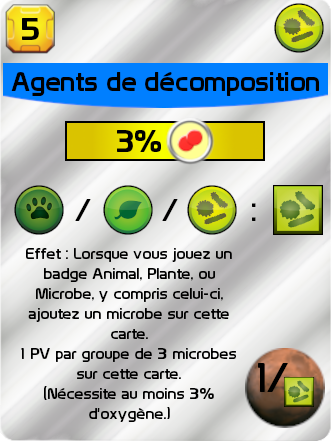 5
Agents de décomposition
3%
/ / :
Effet : Lorsque vous jouez un
badge Animal, Plante, ou
Microbe, y compris celui-ci,
ajoutez un microbe sur cette
carte.
1 PV par groupe de 3 microbes
sur cette carte.
(Nécessite au moins 3%
d'oxygène.)
1/